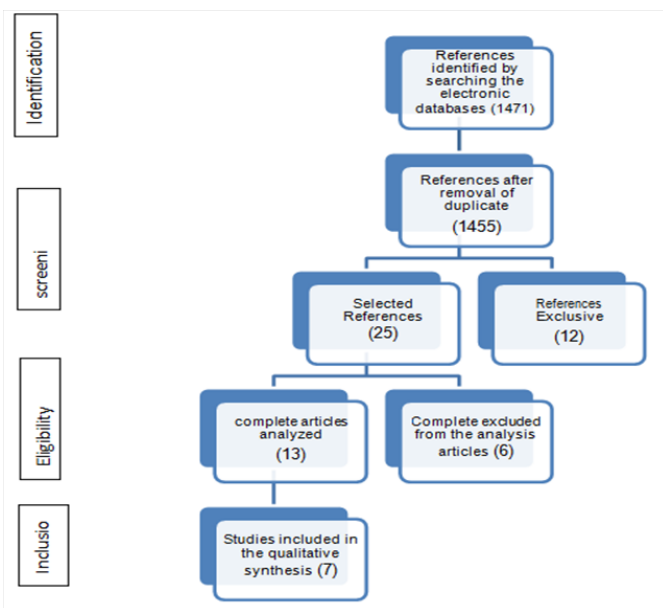 Identification
References
identified by
searching the
electronic
databases (1471)
References after
removal of
duplicate
(1455)
screeni
Selected
References
(25)
References
Exclusive
(12)
Eligibility
complete articles
analyzed
(13)
Complete excluded
from the analysis
articles (6)
Inclusio
Studies included in
the qualitative
synthesis (7)